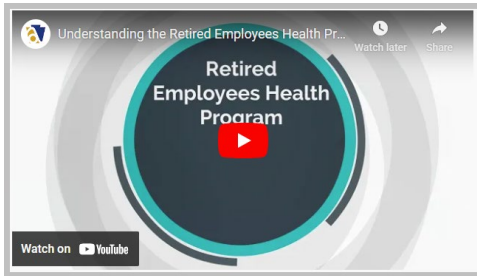 Understanding the Retired Employees Health Pr...
Watch later
Share
Retired
Employees Health
Program
Watch on YouTube